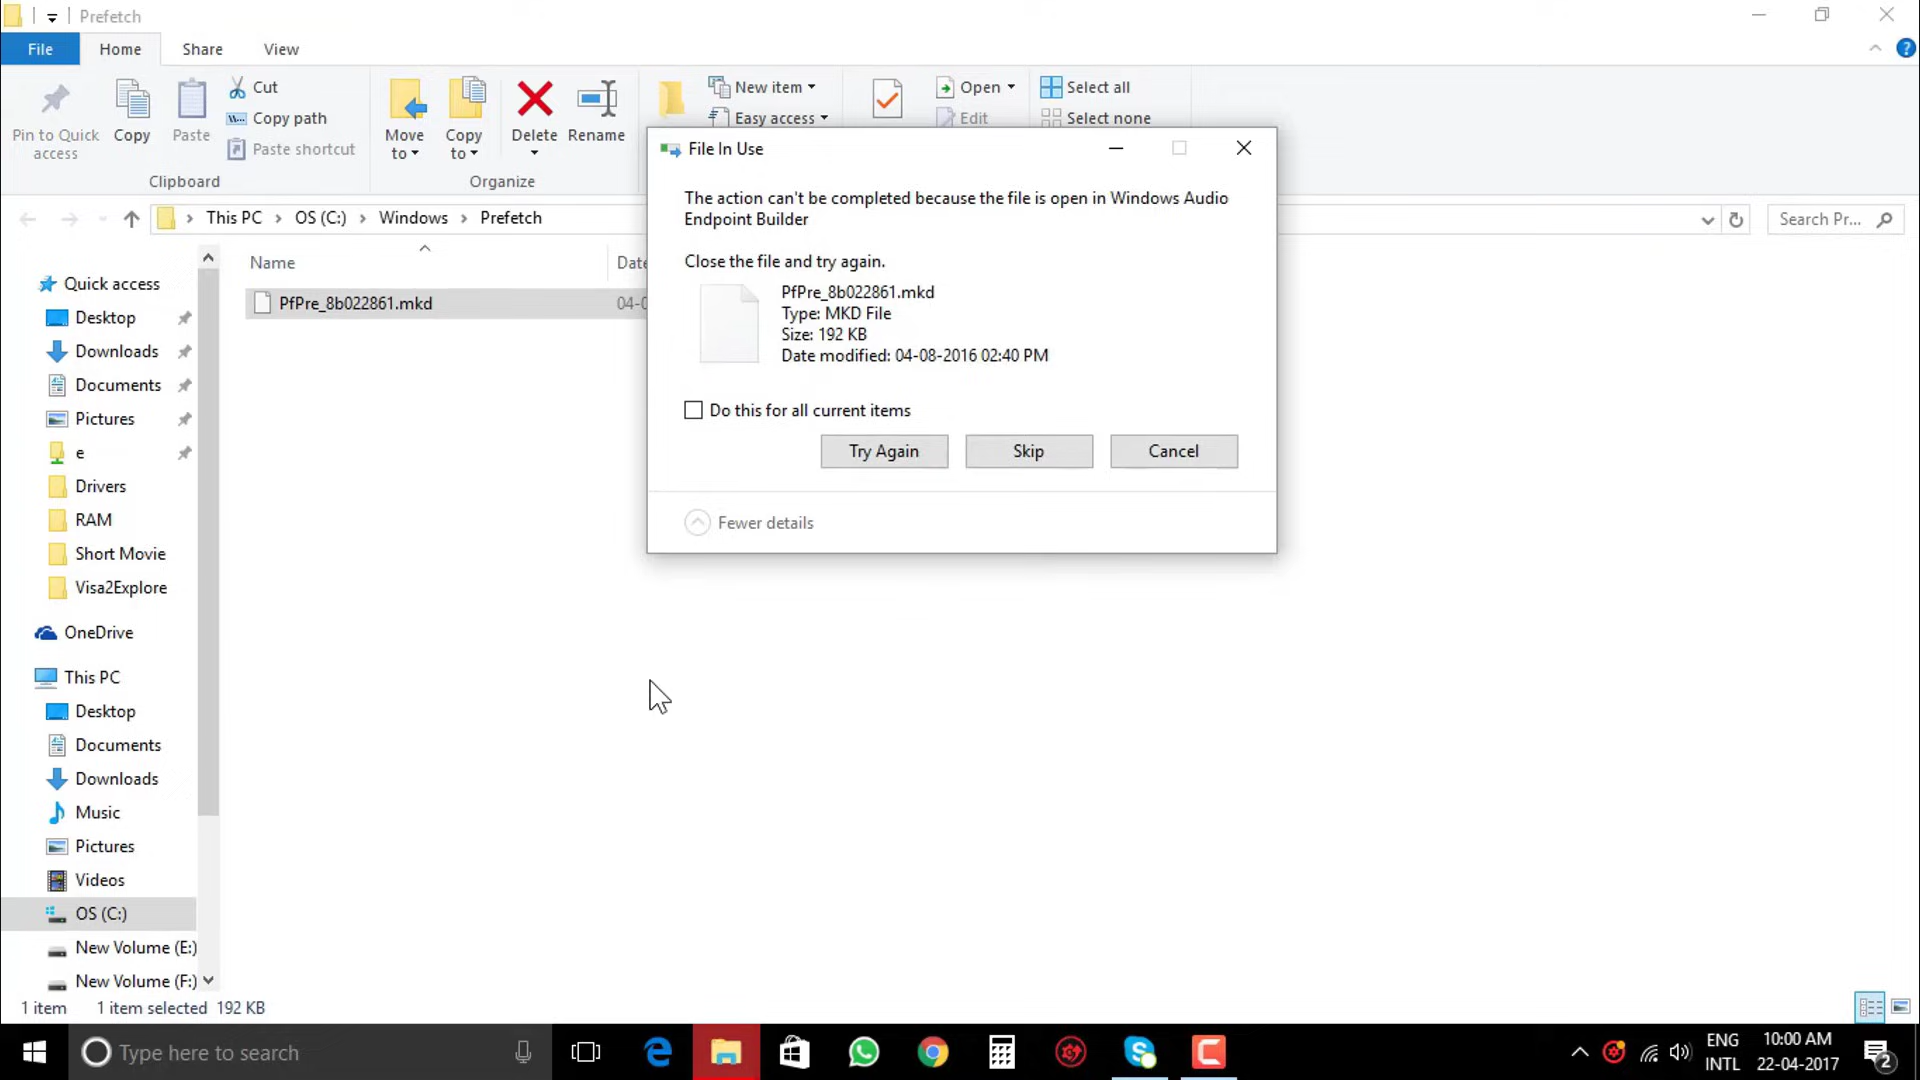 Prefetch
File
Home
Share
View
Pin to Quick
access
Copy
Paste
Cut
Copy path
Paste shortcut
Clipboard
Move
to
Copy
to
Delete
Rename
Organize
New item
Easy access
Open
Edit
Select all
Select none
This PC
OS (C:)
Windows
Prefetch
Search Pr...
Name
Date
PfPre_8b022861.mkd
04-0
File In Use
The action can't be completed because the file is open in Windows Audio
Endpoint Builder
Close the file and try again.
PfPre_8b022861.mkd
Type: MKD File
Size: 192 KB
Date modified: 04-08-2016 02:40 PM
Do this for all current items
Try Again
Skip
Cancel
Fewer details
Quick access
Desktop
Downloads
Documents
Pictures
e
Drivers
RAM
Short Movie
Visa2Explore
OneDrive
This PC
Desktop
Documents
Downloads
Music
Pictures
Videos
OS (C:)
New Volume (E:)
New Volume (F:)
1 item
1 item selected 192 KB
Type here to search
ENG
INTL
10:00 AM
22-04-2017
2